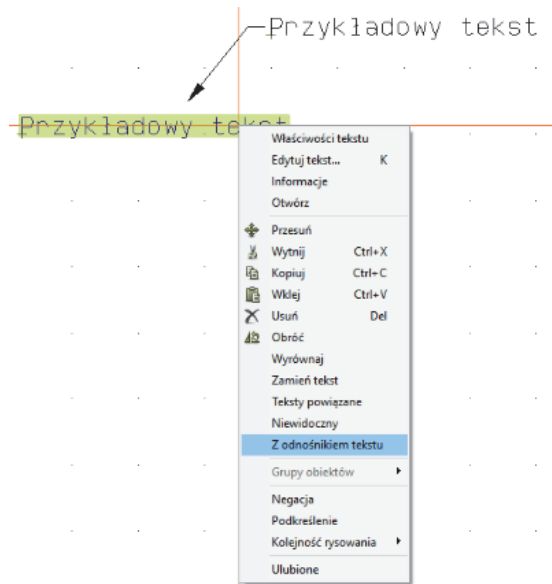 Przykładowy tekst
Przykładowy tekst
Właściwości tekstu
Edytuj tekst... K
Informacje
Otwórz
Przesuń
Wytnij Ctrl+X
Kopiuj Ctrl+C
Wklej Ctrl+V
Usuń Del
Obróć
Wyrównaj
Zamień tekst
Teksty powiązane
Niewidoczny
Z odnośnikiem tekstu
Grupy obiektów
Negacja
Podkreślenie
Kolejność rysowania
Ulubione